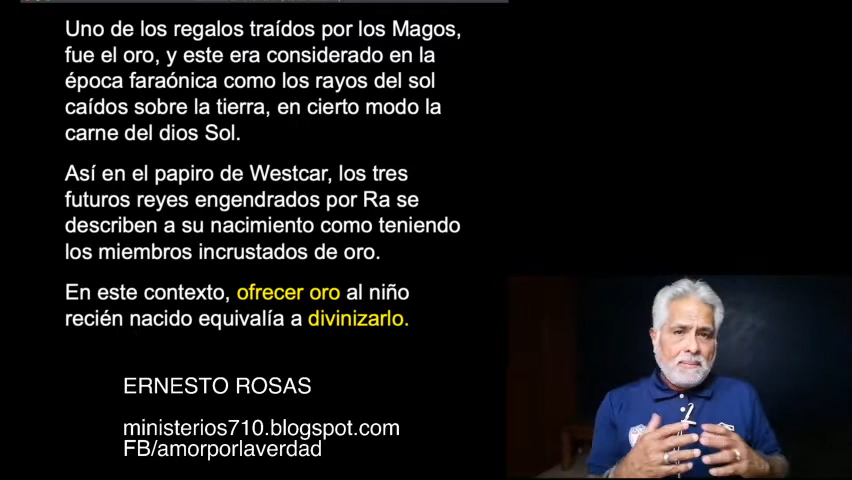 Uno de los regalos traídos por los Magos,
fue el oro, y este era considerado en la
época faraónica como los rayos del sol
caídos sobre la tierra, en cierto modo la
carne del dios Sol.
Así en el papiro de Westcar, los tres
futuros reyes engendrados por Ra se
describen a su nacimiento como teniendo
los miembros incrustados de oro.
En este contexto, ofrecer oro al niño
recién nacido equivalía a divinizarlo.
ERNESTO ROSAS
ministerios710.blogspot.com
FB/amorporlaverdad